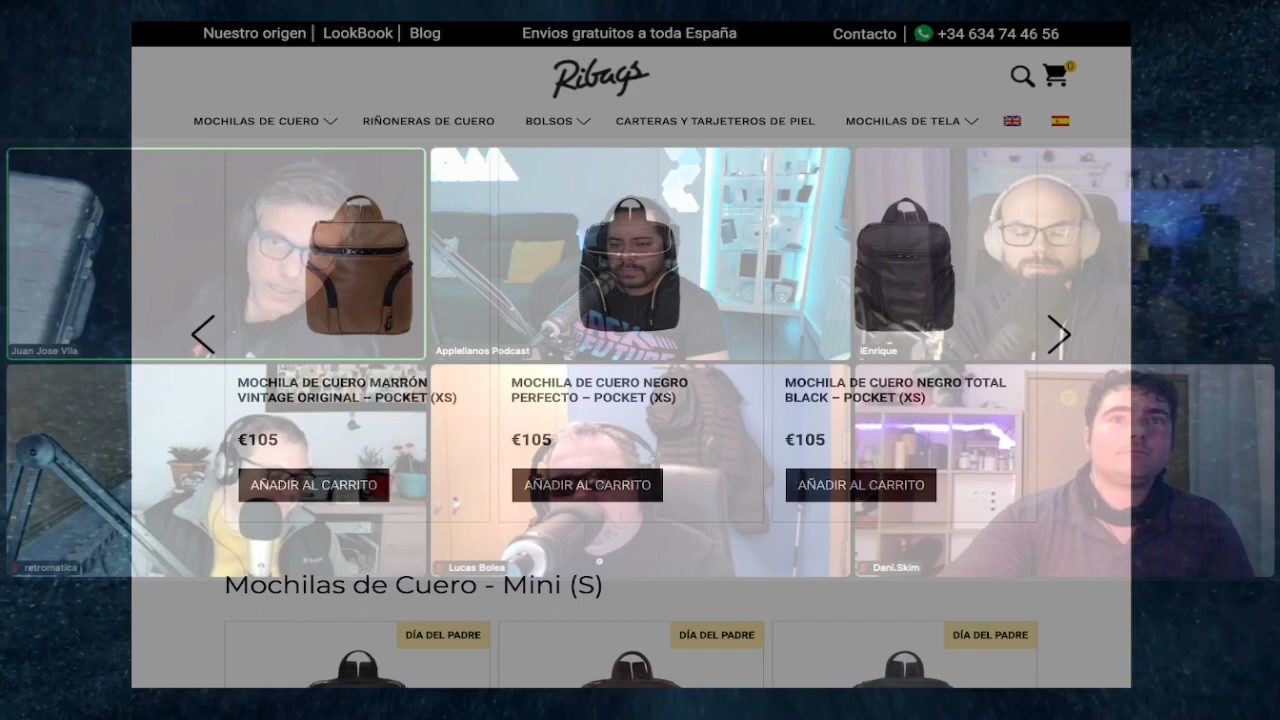 Nuestro origen | LookBook | Blog
Envios gratuitos a toda España
Contacto | +34 634 74 46 56
Ribags
0
MOCHILAS DE CUERO
RIÑONERAS DE CUERO
BOLSOS
CARTERAS Y TARJETEROS DE PIEL
MOCHILAS DE TELA
Juan Jose Vila
Applelianos Podcast
iEnrique
MOCHILA DE CUERO MARRÓN
VINTAGE ORIGINAL – POCKET (XS)
€105
AÑADIR AL CARRITO
MOCHILA DE CUERO NEGRO
PERFECTO – POCKET (XS)
€105
AÑADIR AL CARRITO
MOCHILA DE CUERO NEGRO TOTAL
BLACK – POCKET (XS)
€105
AÑADIR AL CARRITO
retromatica
Lucas Bolea
Dani.Skim
Mochilas de Cuero - Mini (S)
DÍA DEL PADRE
DÍA DEL PADRE
DÍA DEL PADRE